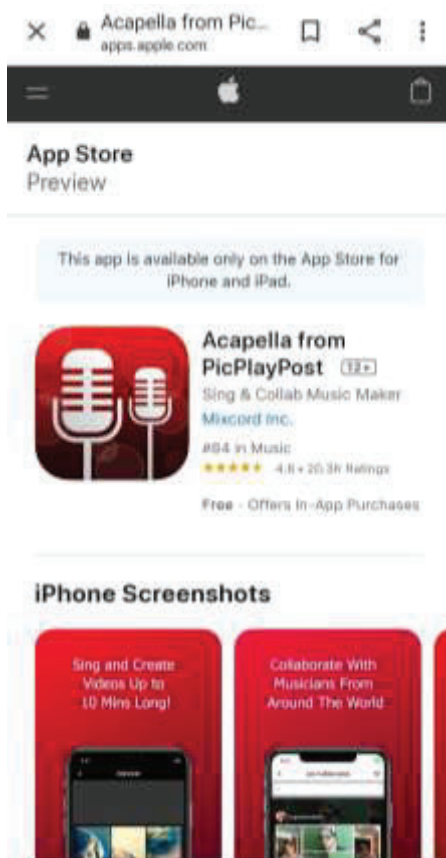 Acapella from Pic...
apps.apple.com
App Store
Preview
This app is available only on the App Store for
iPhone and iPad.
Acapella from
PicPlayPost 12+
Sing & Collab Music Maker
Mixcord Inc.
#84 in Music
4.8 • 20.3K Ratings
Free · Offers In-App Purchases
iPhone Screenshots
Sing and Create
Videos Up to
10 Mins Long!
Collaborate With
Musicians From
Around The World